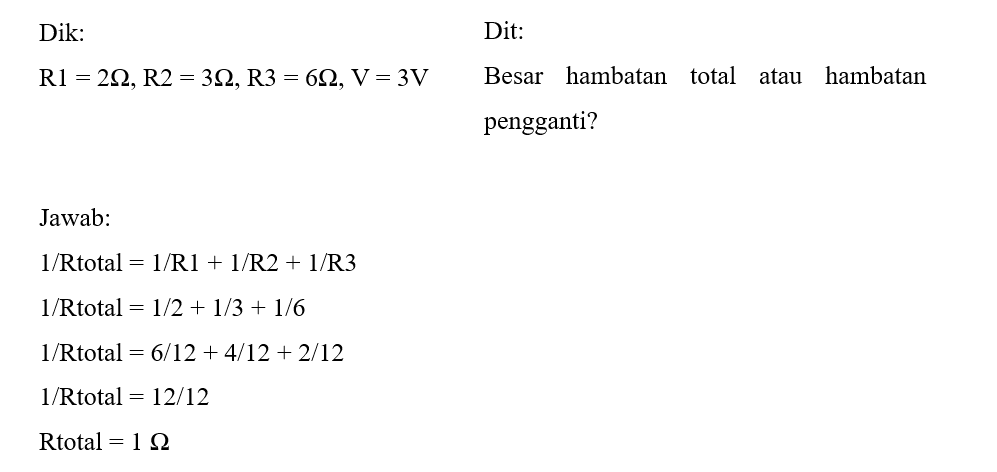 Dik:
R1 = 2Ω, R2 = 3Ω, R3 = 6Ω, V = 3V
Dit:
Besar hambatan total atau hambatan
pengganti?
Jawab:
1/Rtotal = 1/R1 + 1/R2 + 1/R3
1/Rtotal = 1/2 + 1/3 + 1/6
1/Rtotal = 6/12 + 4/12 + 2/12
1/Rtotal = 12/12
Rtotal = 1 Ω